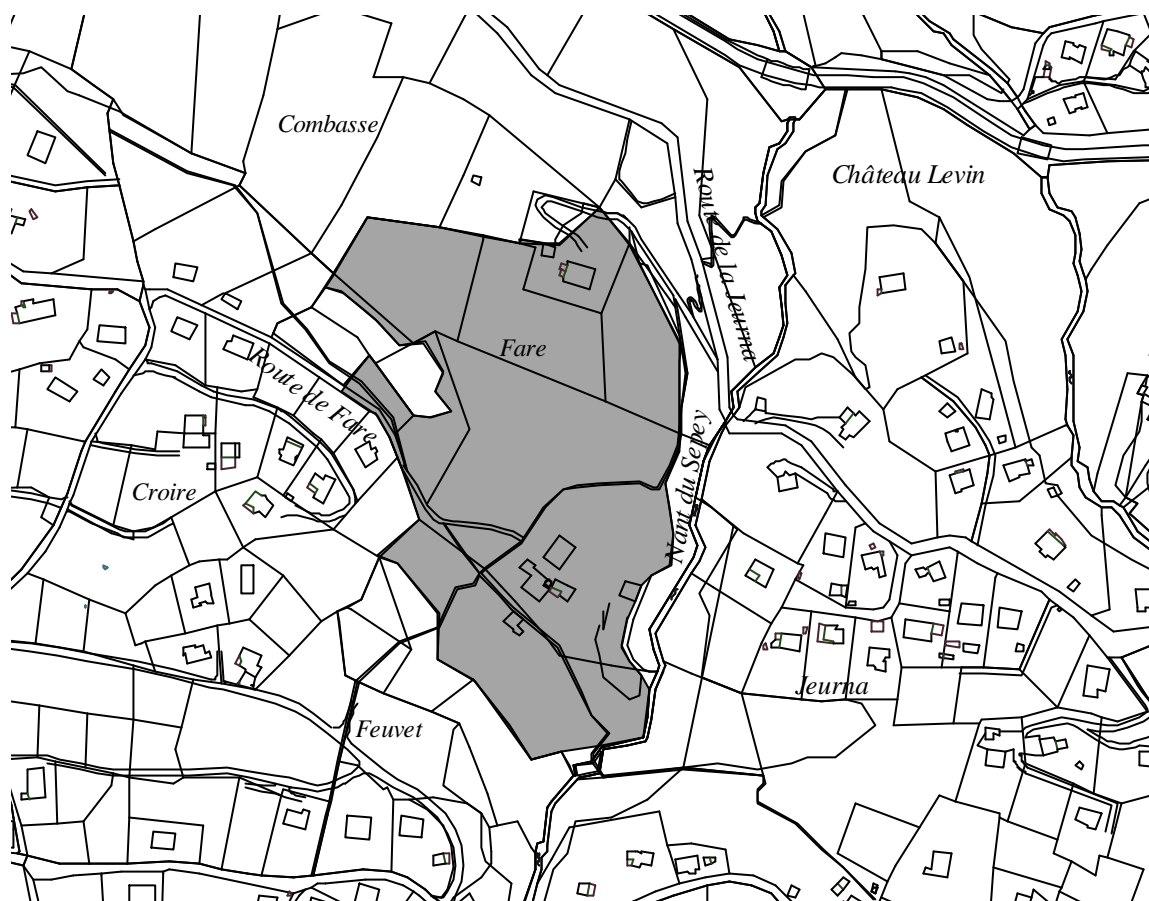 Combasse
Château Levin
Route de la Jeurna
Fare
Route de Fare
Nant du Sepey
Croire
Jeurna
Feuvet